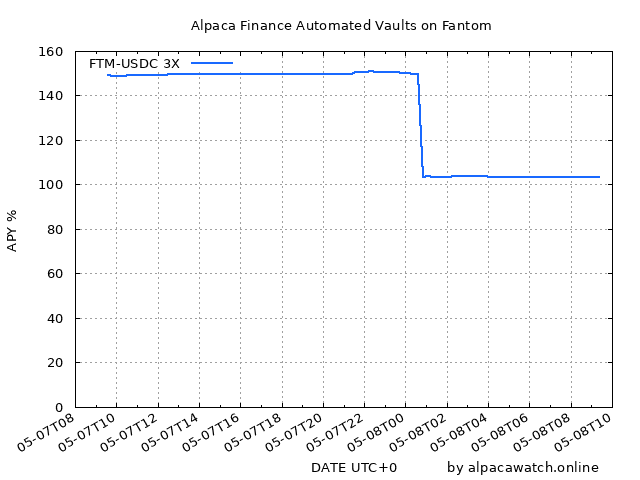 Alpaca Finance Automated Vaults on Fantom
160
FTM-USDC 3X
140
120
100
80
60
40
20
0
APY %
05-07T08
05-07T10
05-07T12
05-07T14
05-07T16
05-07T18
05-07T20
05-07T22
05-08T00
05-08T02
05-08T04
05-08T06
05-08T08
05-08T10
DATE UTC+0
by alpacawatch.online